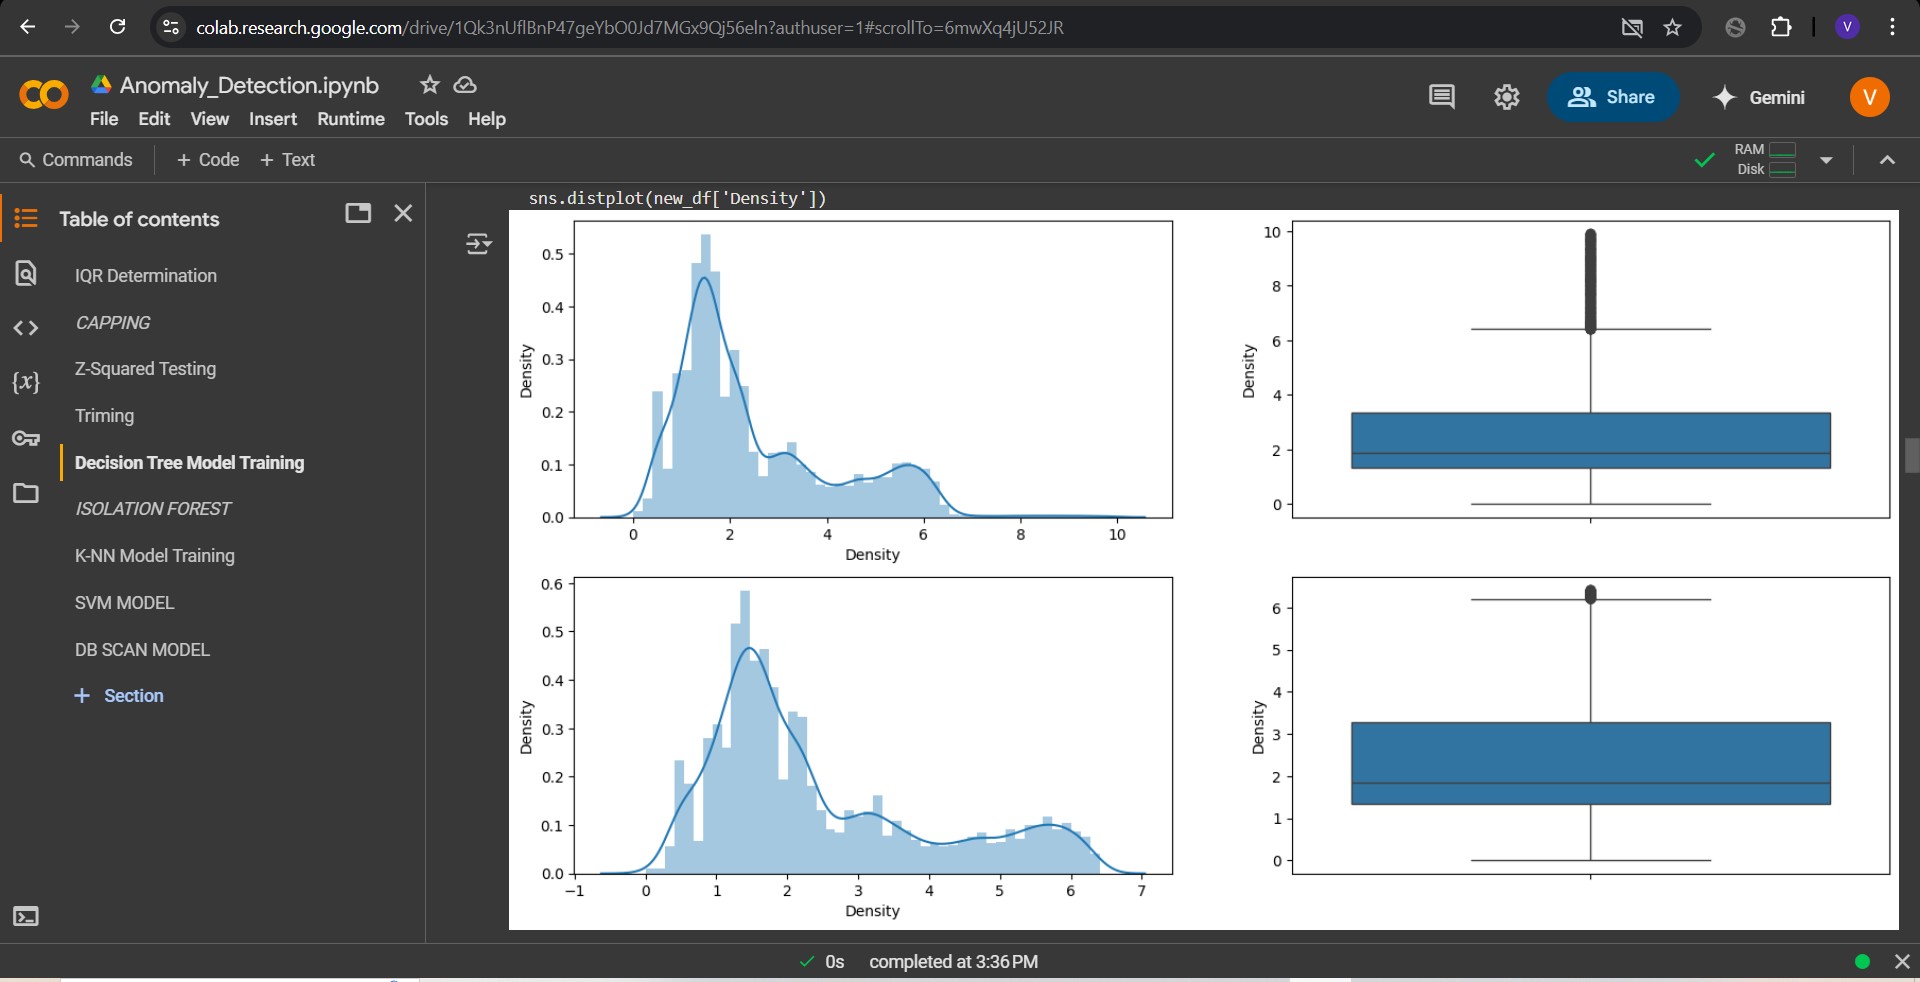 colab.research.google.com/drive/1Qk3nUflBnP47geYbO0Jd7MGx9Qj56eln?authuser=1#scrollTo=6mwXq4jU52JR
V
Anomaly_Detection.ipynb
File Edit View Insert Runtime Tools Help
Share
Gemini
V
Commands
+ Code + Text
RAM
Disk
Table of contents
IQR Determination
CAPPING
Z-Squared Testing
Triming
Decision Tree Model Training
ISOLATION FOREST
K-NN Model Training
SVM MODEL
DB SCAN MODEL
+ Section
{x}
sns.distplot(new_df['Density'])
0.5
0.4
0.3
0.2
0.1
0.0
Density
0 2 4 6 8 10
Density
10
8
6
4
2
0
Density
0.6
0.5
0.4
0.3
0.2
0.1
0.0
Density
−1 0 1 2 3 4 5 6 7
Density
6
5
4
3
2
1
0
Density
0s completed at 3:36 PM